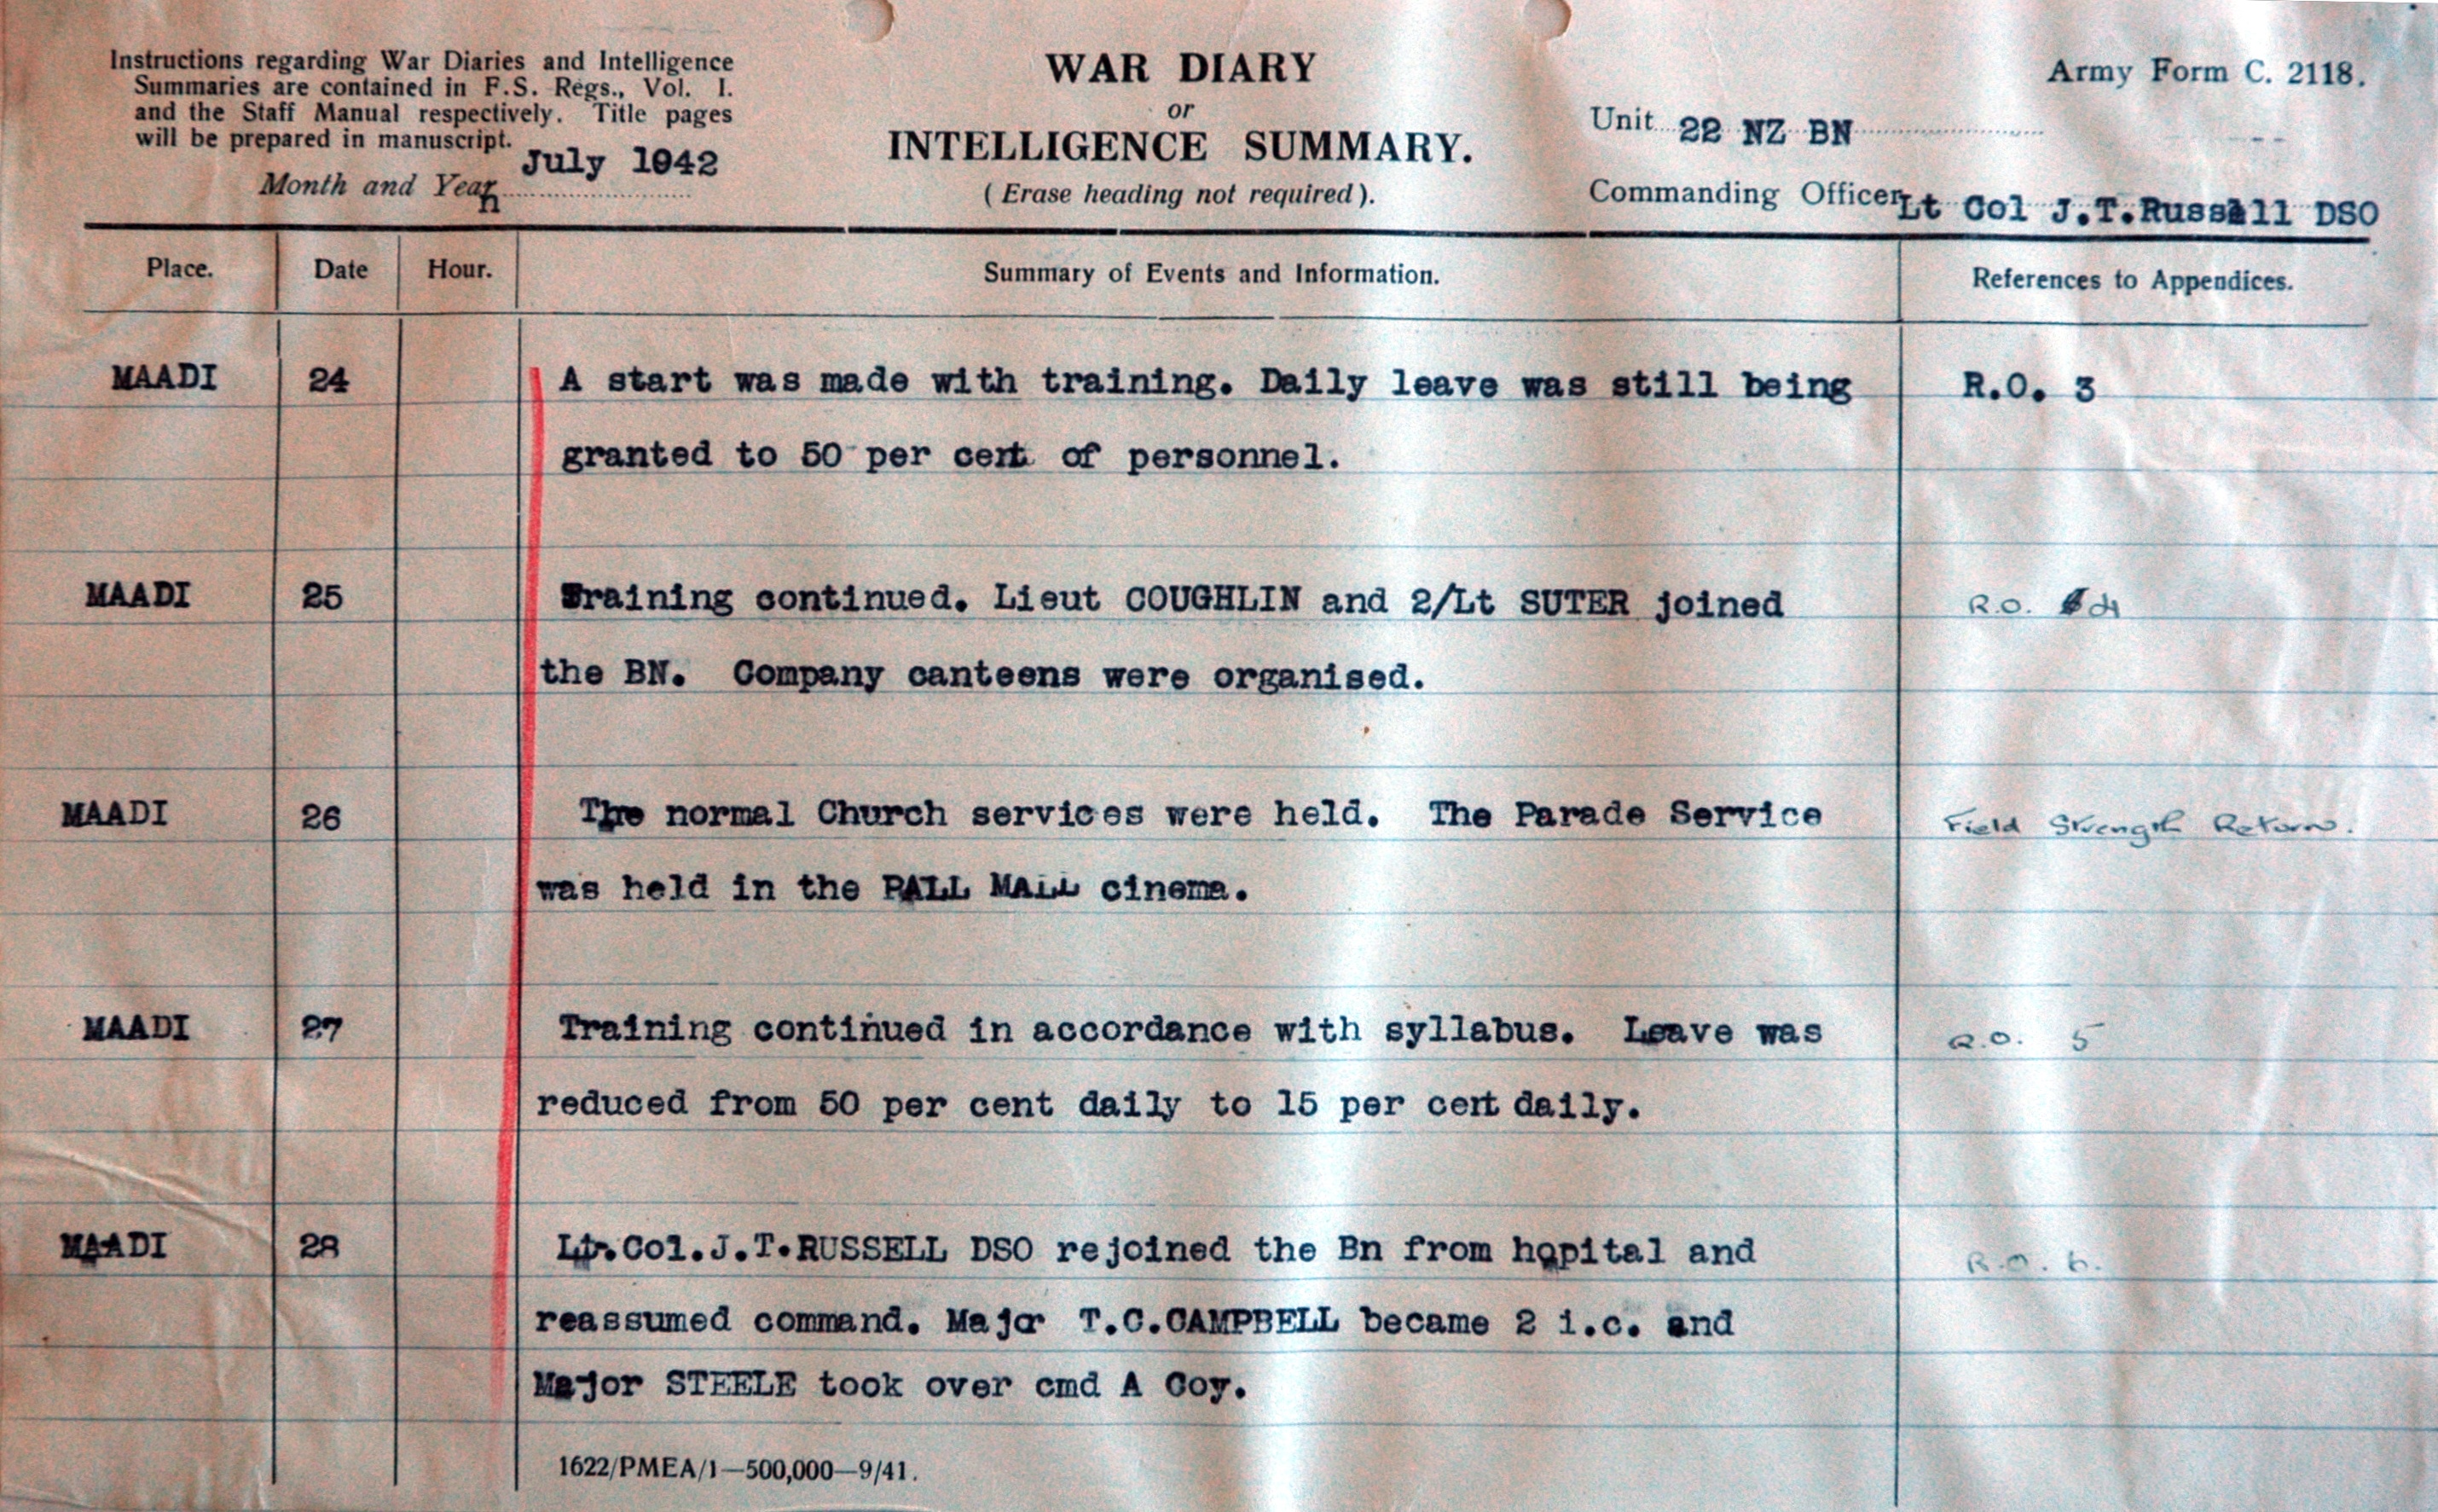 Instructions regarding War Diaries and Intelligence
Summaries are contained in F.S. Regs., Vol. I.
and the Staff Manual respectively. Title pages
will be prepared in manuscript.
Month and Year July 1942
WAR DIARY
or
INTELLIGENCE SUMMARY.
(Erase heading not required).
Army Form C. 2118.
Unit 22 NZ BN
Commanding Officer Lt Col J.T.Russell DSO
Place. Date Hour. Summary of Events and Information. References to Appendices.
MAADI 24 A start was made with training. Daily leave was still being R.O. 3
granted to 50 per cent of personnel.
MAADI 25 Training continued. Lieut COUGHLIN and 2/Lt SUTER joined R.O. 4
the BN. Company canteens were organised.
MAADI 26 The normal Church services were held. The Parade Service Field Strength Return.
was held in the PALL MALL cinema.
MAADI 27 Training continued in accordance with syllabus. Leave was R.O. 5
reduced from 50 per cent daily to 15 per cent daily.
MAADI 28 Lt.Col.J.T.RUSSELL DSO rejoined the Bn from hopital and R.O. 6.
reassumed command. Major T.C.CAMPBELL became 2 i.c. and
Major STEELE took over cmd A Coy.
1622/PMEA/1—500,000—9/41.